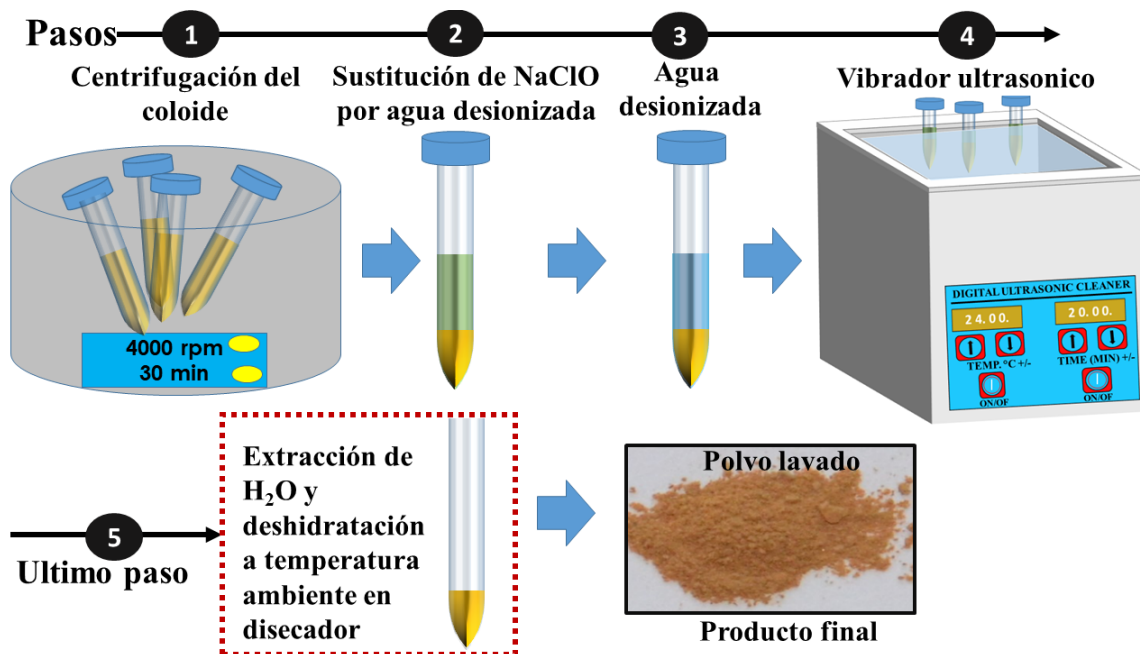 Pasos
1
2
3
4
Centrifugación del
coloide
Sustitución de NaClO
por agua desionizada
Agua
desionizada
Vibrador ultrasonico
4000 rpm
30 min
DIGITAL ULTRASONIC CLEANER
24.00.
20.00.
TEMP. °C +/-
TIME (MIN) +/-
ON/OF
ON/OF
5
Ultimo paso
Extracción de
H₂O y
deshidratación
a temperatura
ambiente en
disecador
Polvo lavado
Producto final